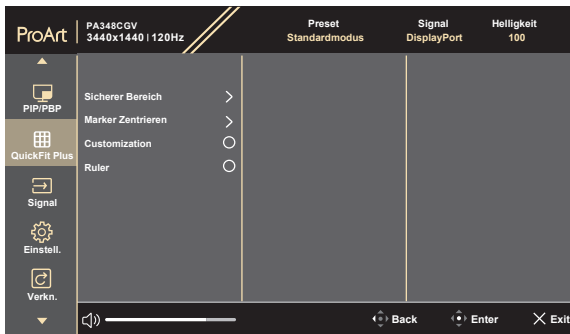 ProArt
PA348CGV
3440x1440 | 120Hz
Preset
Standardmodus
Signal
DisplayPort
Helligkeit
100
PIP/PBP
QuickFit Plus
Signal
Einstell.
Verkn.
Sicherer Bereich
Marker Zentrieren
Customization
Ruler
Back
Enter
Exit